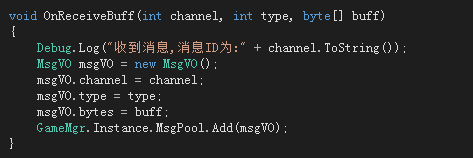 void OnReceiveBuff(int channel, int type, byte[] buff)
{
Debug.Log("收到消息,消息ID为:" + channel.ToString());
MsgVO msgVO = new MsgVO();
msgVO.channel = channel;
msgVO.type = type;
msgVO.bytes = buff;
GameMgr.Instance.MsgPool.Add(msgVO);
}